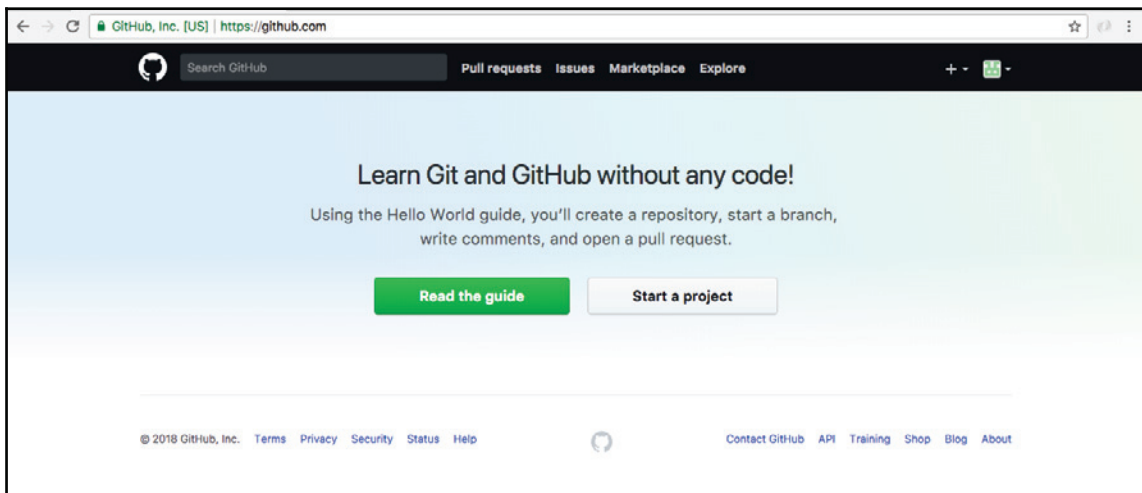 GitHub, Inc. [US] | https://github.com
Search GitHub Pull requests Issues Marketplace Explore
Learn Git and GitHub without any code!
Using the Hello World guide, you'll create a repository, start a branch,
write comments, and open a pull request.
Read the guide Start a project
© 2018 GitHub, Inc. Terms Privacy Security Status Help Contact GitHub API Training Shop Blog About